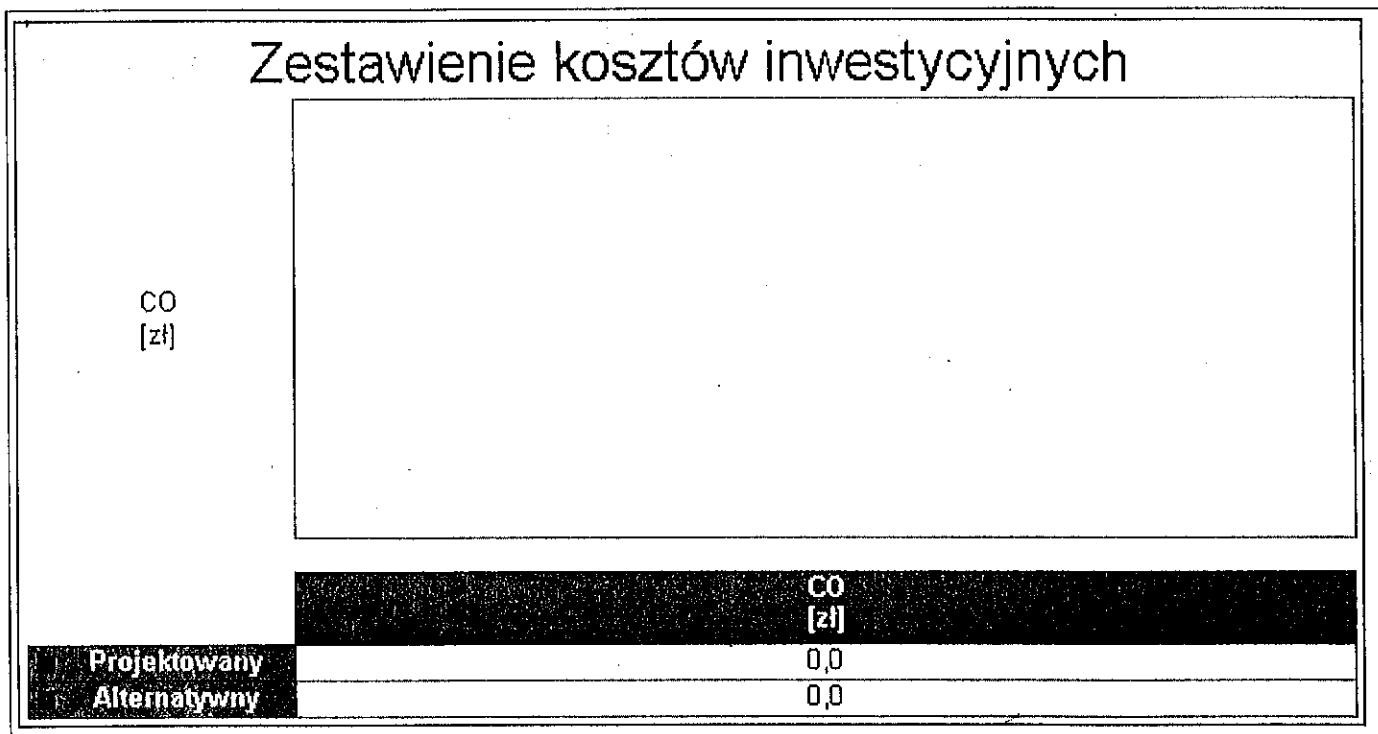 Zestawienie kosztów inwestycyjnych
CO
[zł]
CO
[zł]
Projektowany 0,0
Alternatywny 0,0